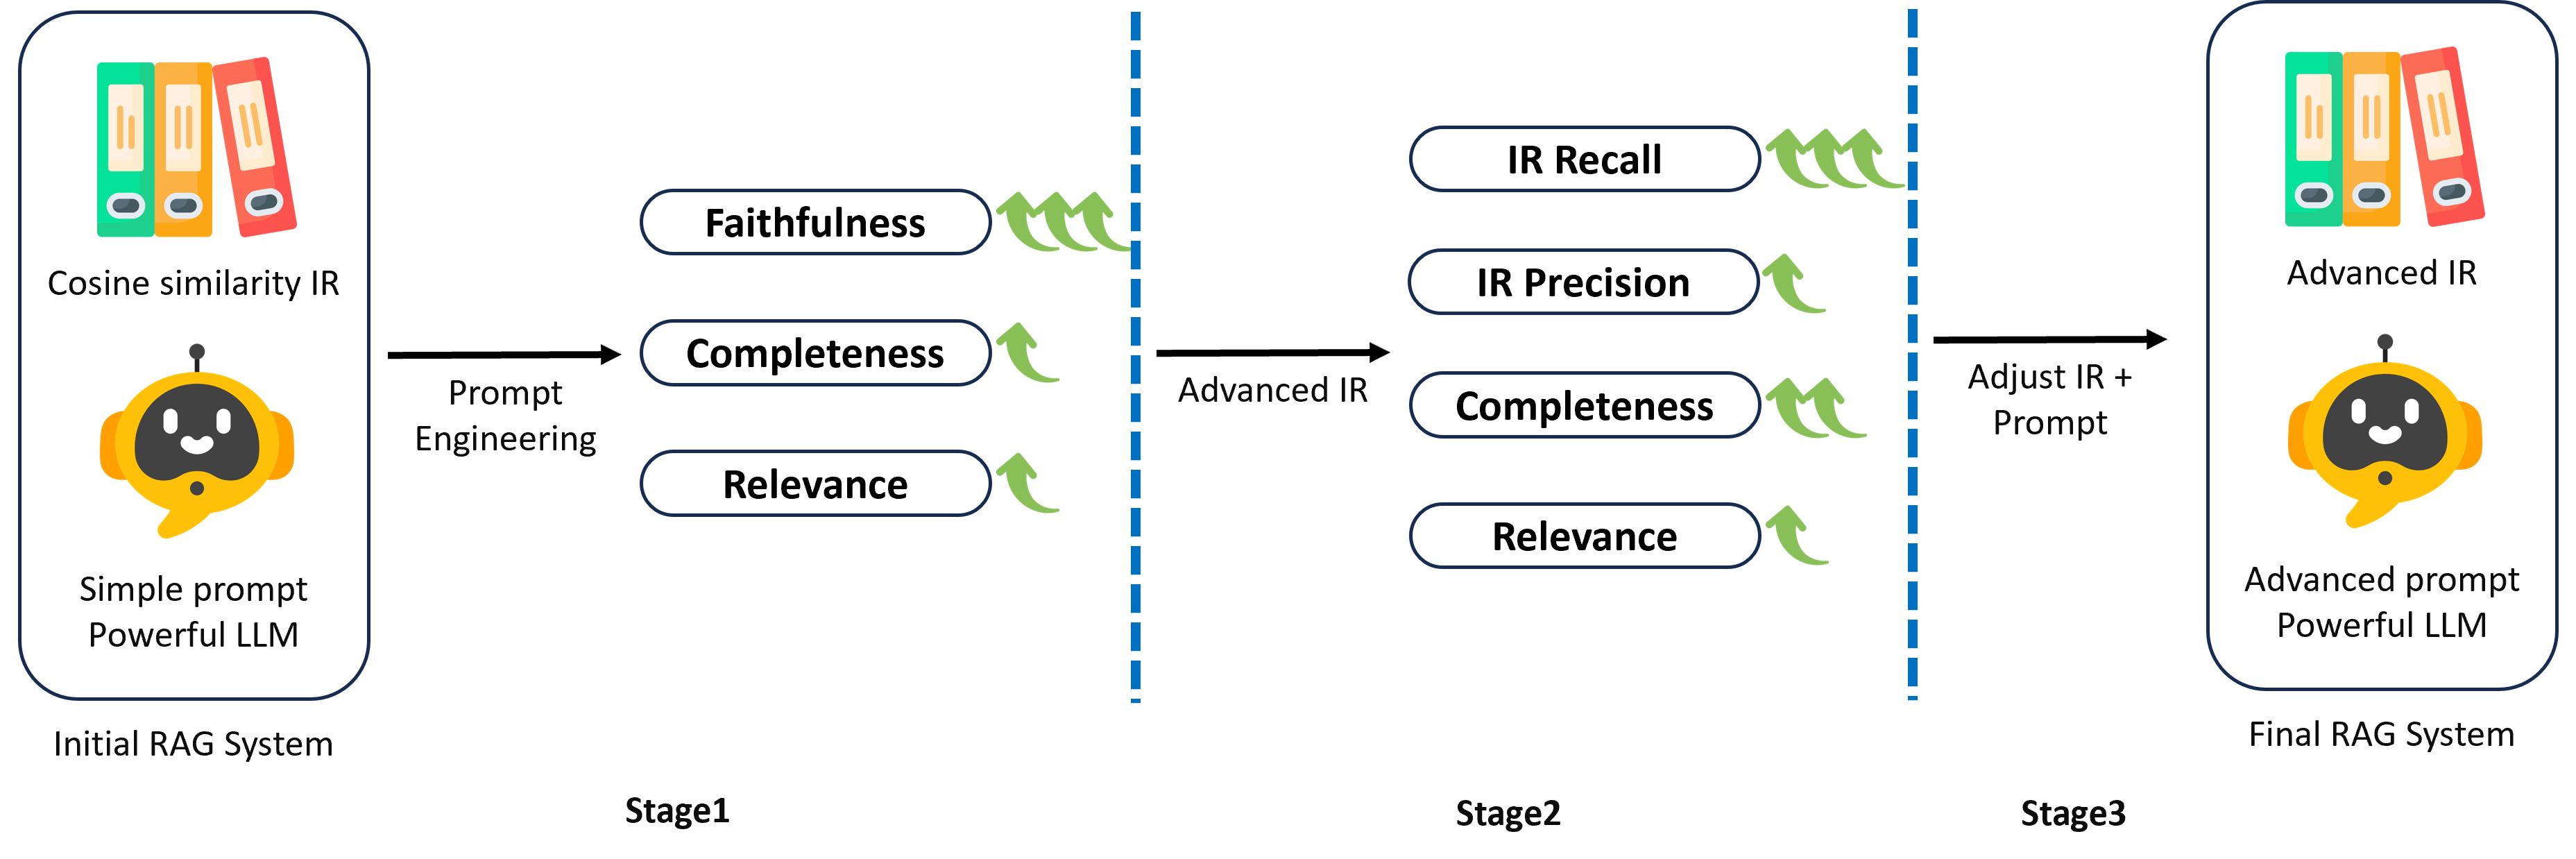 Cosine similarity IR
Simple prompt
Powerful LLM
Initial RAG System
Prompt
Engineering
Faithfulness
Completeness
Relevance
Stage1
Advanced IR
IR Recall
IR Precision
Completeness
Relevance
Stage2
Adjust IR +
Prompt
Stage3
Advanced IR
Advanced prompt
Powerful LLM
Final RAG System